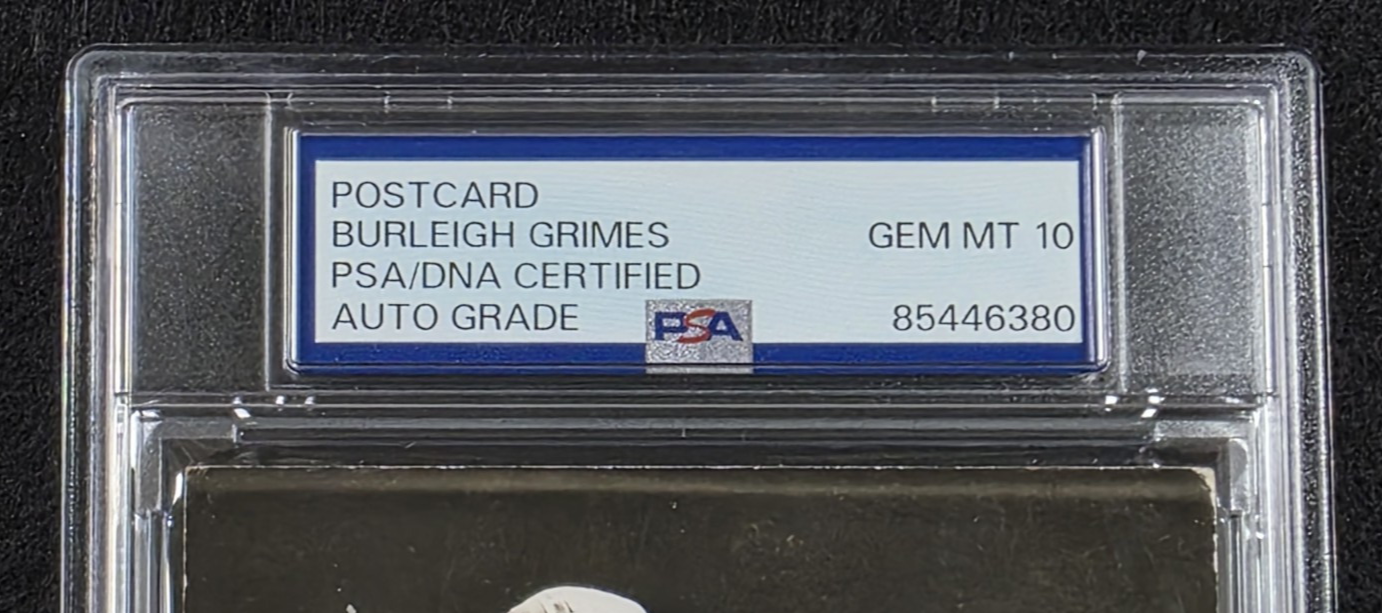 POSTCARD
BURLEIGH GRIMES GEM MT 10
PSA/DNA CERTIFIED
AUTO GRADE PSA 85446380